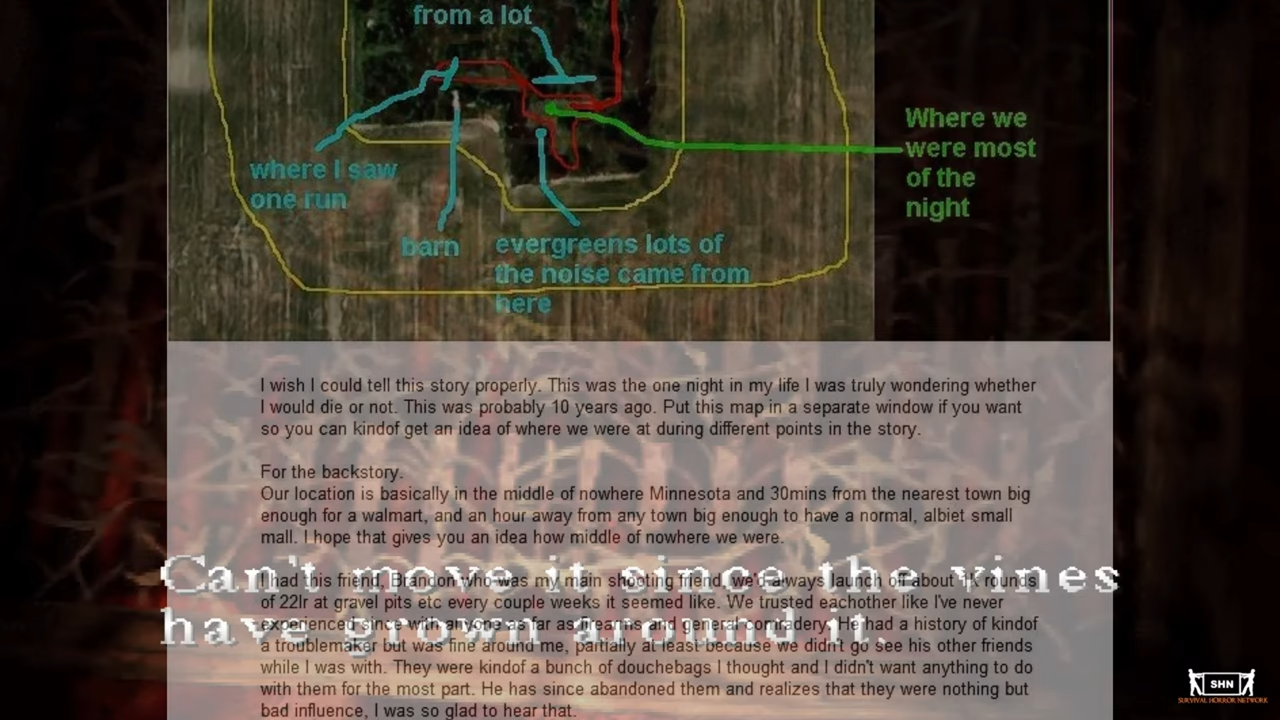 from a lot
Where we
were most
of the
night
where I saw
one run
barn
evergreens lots of
the noise came from
here
I wish I could tell this story properly. This was the one night in my life I was truly wondering whether
I would die or not. This was probably 10 years ago. Put this map in a separate window if you want
so you can kindof get an idea of where we were at during different points in the story.
For the backstory.
Our location is basically in the middle of nowhere Minnesota and 30mins from the nearest town big
enough for a walmart, and an hour away from any town big enough to have a normal, albiet small
mall. I hope that gives you an idea how middle of nowhere we were.
Can't move it since the vines
have grown around it.
I had this friend, Brandon who was my main shooting friend, we'd always launch off about 1k rounds
of 22lr at gravel pits etc every couple weeks it seemed like. We trusted eachother like I've never
experienced since with anyone as far as firearms and general comradery. He had a history of kindof
a troublemaker but was fine around me, partially at least because we didn't go see his other friends
while I was with. They were kindof a bunch of douchebags I thought and I didn't want anything to do
with them for the most part. He has since abandoned them and realizes that they were nothing but
bad influence, I was so glad to hear that.
SHN
SURVIVAL HORROR NETWORK